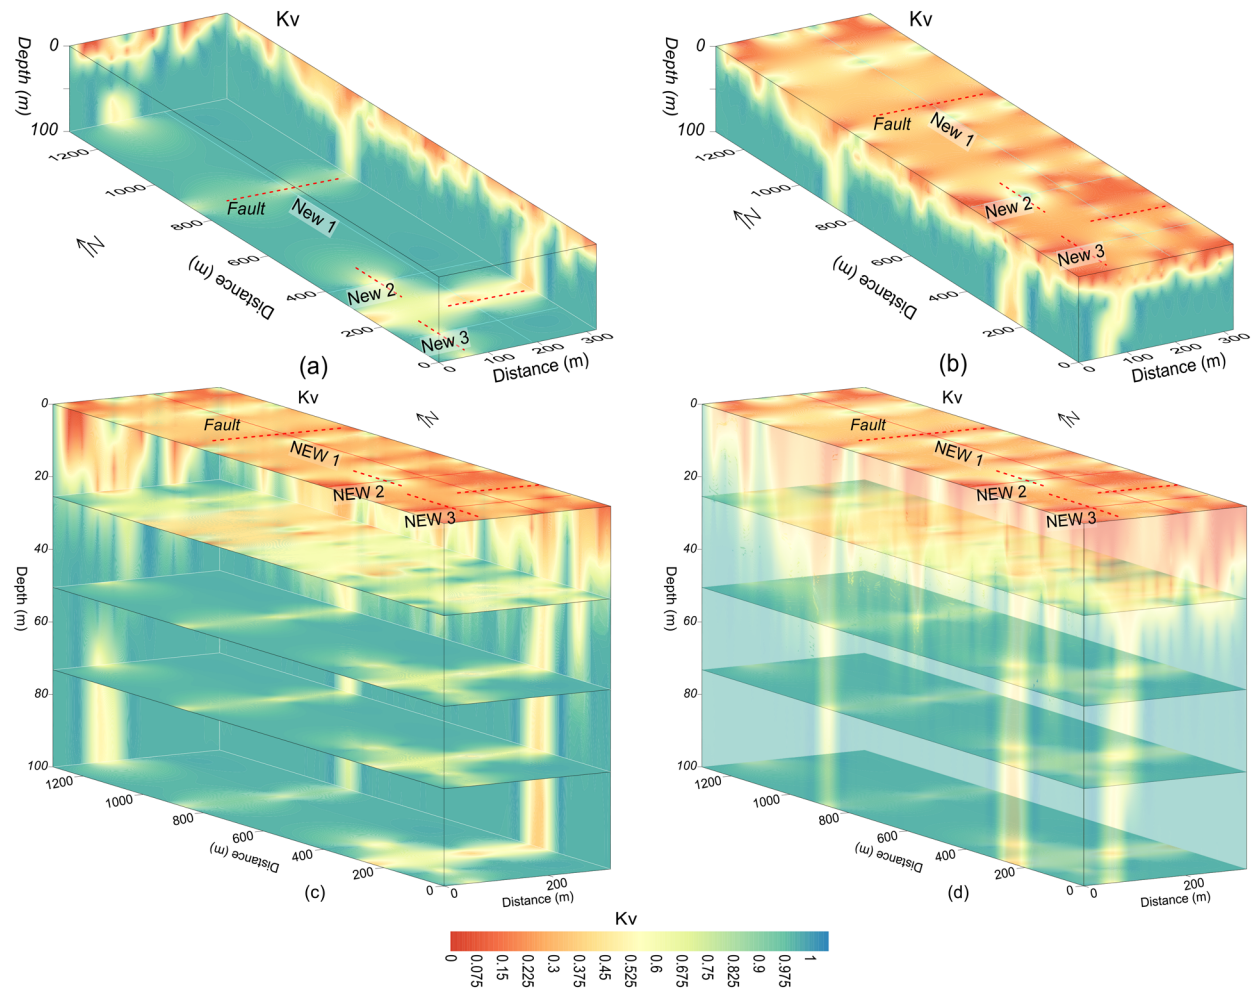 Kv
Depth (m)
0
100
1200
1000
800
600
400
200
0
Distance (m)
N
Fault
New 1
New 2
New 3
0
100
200
300
Distance (m)
(a)
Kv
Depth (m)
0
100
1200
1000
800
600
400
200
0
Distance (m)
N
Fault
New 1
New 2
New 3
0
100
200
300
Distance (m)
(b)
Kv
N
0
20
40
60
80
100
Depth (m)
Fault
NEW 1
NEW 2
NEW 3
1200
1000
800
600
400
200
0
Distance (m)
0
200
Distance (m)
(c)
Kv
N
0
20
40
60
80
100
Depth (m)
Fault
NEW 1
NEW 2
NEW 3
1200
1000
800
600
400
200
0
Distance (m)
0
200
Distance (m)
(d)
Kv
0
0.075
0.15
0.225
0.3
0.375
0.45
0.525
0.6
0.675
0.75
0.825
0.9
0.975
1